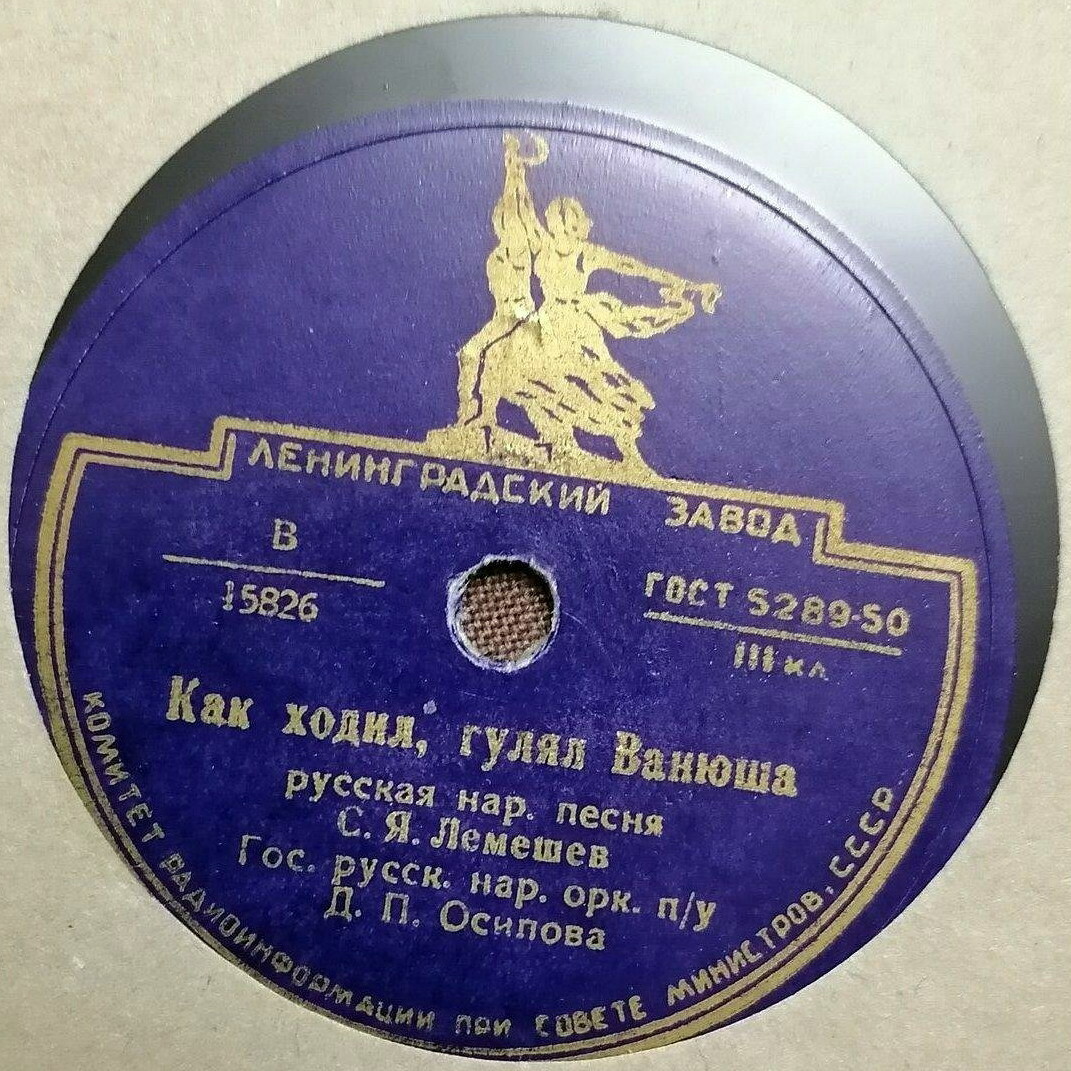 ЛЕНИНГРАДСКИЙ ЗАВОД
В
15826
ГОСТ 5289-50
III кл
Как ходил, гулял Ванюша
русская нар. песня
С. Я. Лемешев
Гос. русск. нар. орк. п/у
Д. П. Осипова
КОМИТЕТ РАДИОИНФОРМАЦИИ ПРИ СОВЕТЕ МИНИСТРОВ. СССР